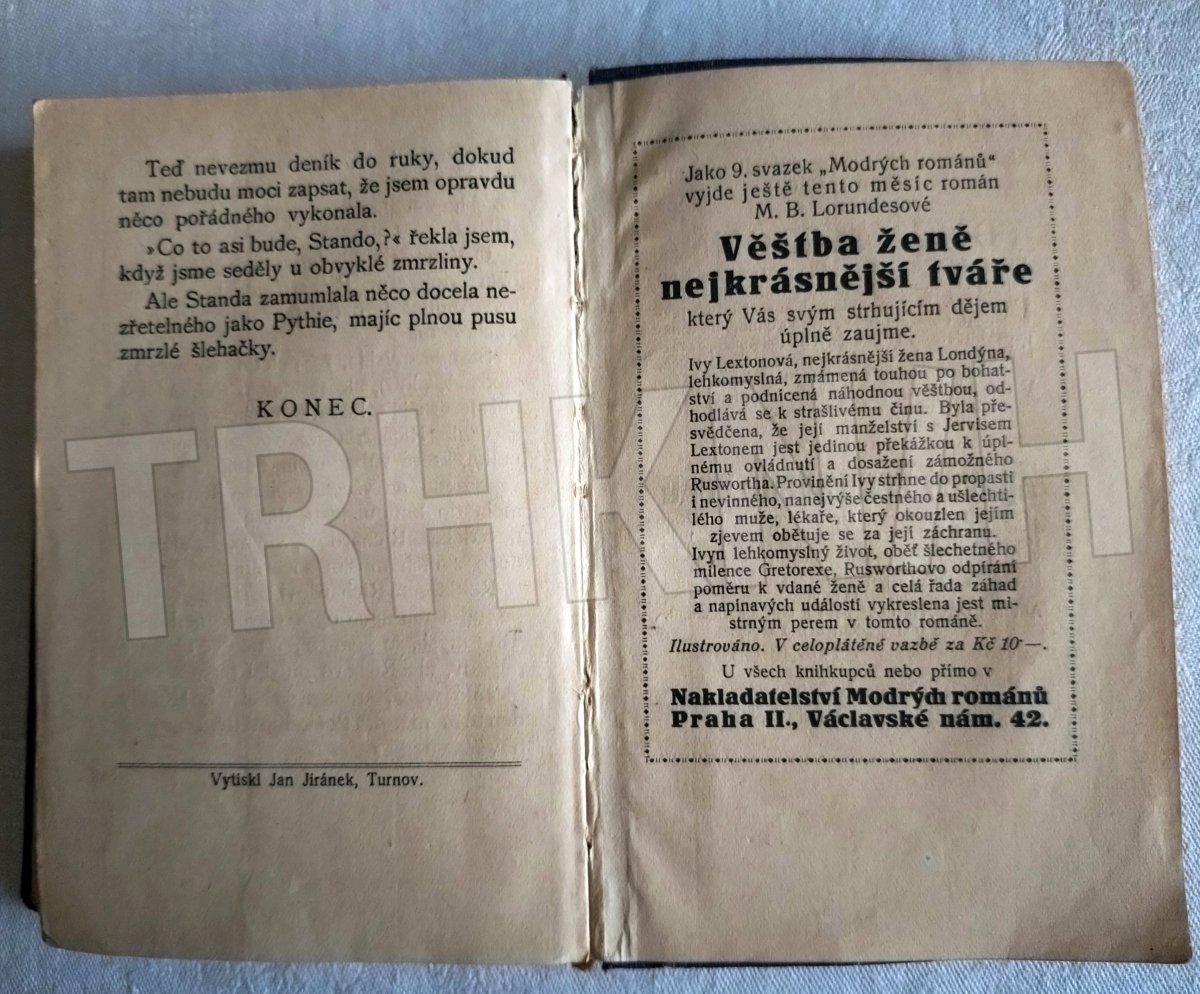 Teď nevezmu deník do ruky, dokud
tam nebudu moci zapsat, že jsem opravdu
něco pořádného vykonala.
»Co to asi bude, Stando,?« řekla jsem,
když jsme seděly u obvyklé zmrzliny.
Ale Standa zamumlala něco docela ne-
zřetelného jako Pythie, majíc plnou pusu
zmrzlé šlehačky.
KONEC.
Vytiskl Jan Jiránek, Turnov.
Jako 9. svazek „Modrých románů“
vyjde ještě tento měsíc román
M. B. Lorundesové
Věštba ženě
nejkrásnější tváře
který Vás svým strhujícím dějem
úplně zaujme.
Ivy Lextonová, nejkrásnější žena Londýna,
lehkomyslná, zmámená touhou po bohat-
ství a podnícená náhodnou věštbou, od-
hodlává se k strašlivému činu. Byla pře-
svědčena, že její manželství s Jervisem
Lextonem jest jedinou překážkou k úpl-
nému ovládnutí a dosažení zámožného
Ruswortha. Provinění Ivy strhne do propasti
i nevinného, nanejvýše čestného a ušlechti-
lého muže, lékaře, který okouzlen jejím
zjevem obětuje se za její záchranu.
Ivyn lehkomyslný život, oběť šlechetného
milence Gretorexe, Rusworthovo odpírání
poměru k vdané ženě a celá řada záhad
a napínavých událostí vykreslena jest mi-
strným perem v tomto románě.
Ilustrováno. V celoplátěné vazbě za Kč 10·—.
U všech knihkupců nebo přímo v
Nakladatelství Modrých románů
Praha II., Václavské nám. 42.